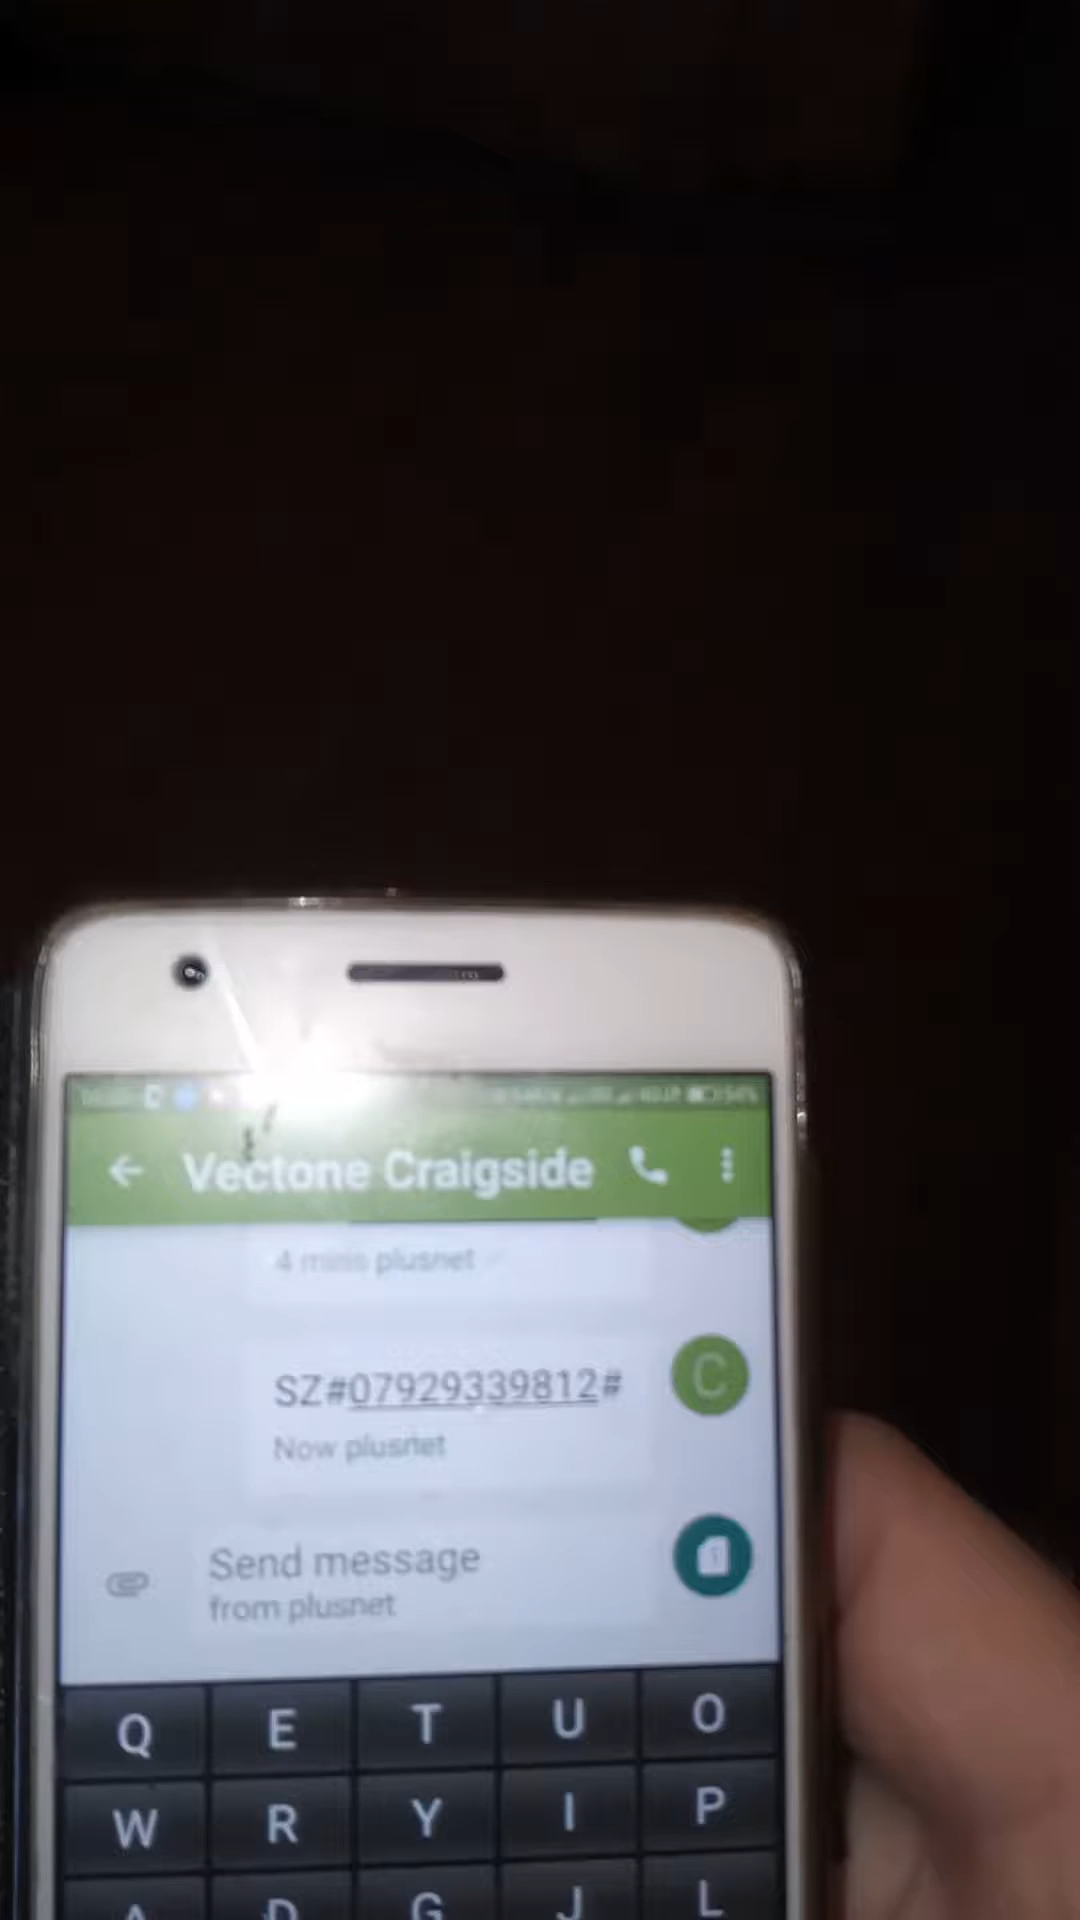 Vectone Craigside
4 mins plusnet
SZ#07929339812#
C
Now plusnet
Send message
from plusnet
Q E T U O
W R Y I P
A D G J L